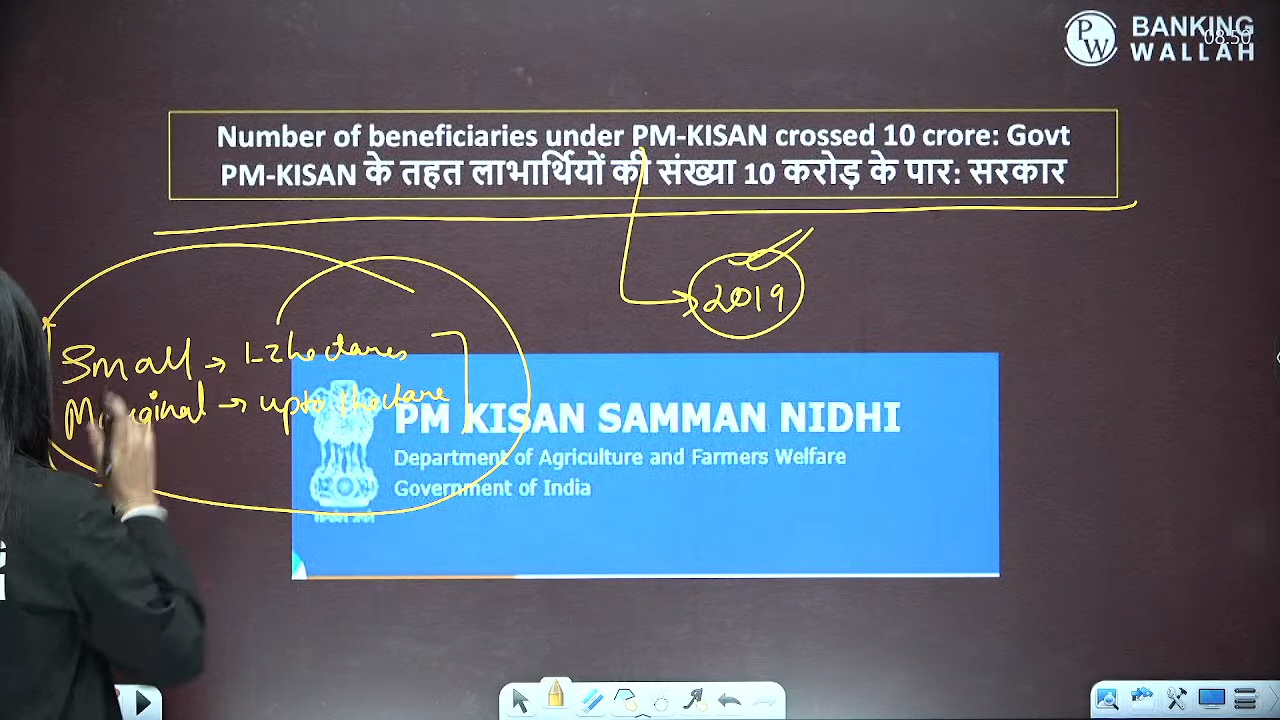 PW BANKING WALLAH
08:50
Number of beneficiaries under PM-KISAN crossed 10 crore: Govt
PM-KISAN के तहत लाभार्थियों की संख्या 10 करोड़ के पार: सरकार
2019
Small → 1-2 hectares
Marginal → upto 1 hectare
PM KISAN SAMMAN NIDHI
Department of Agriculture and Farmers Welfare
Government of India